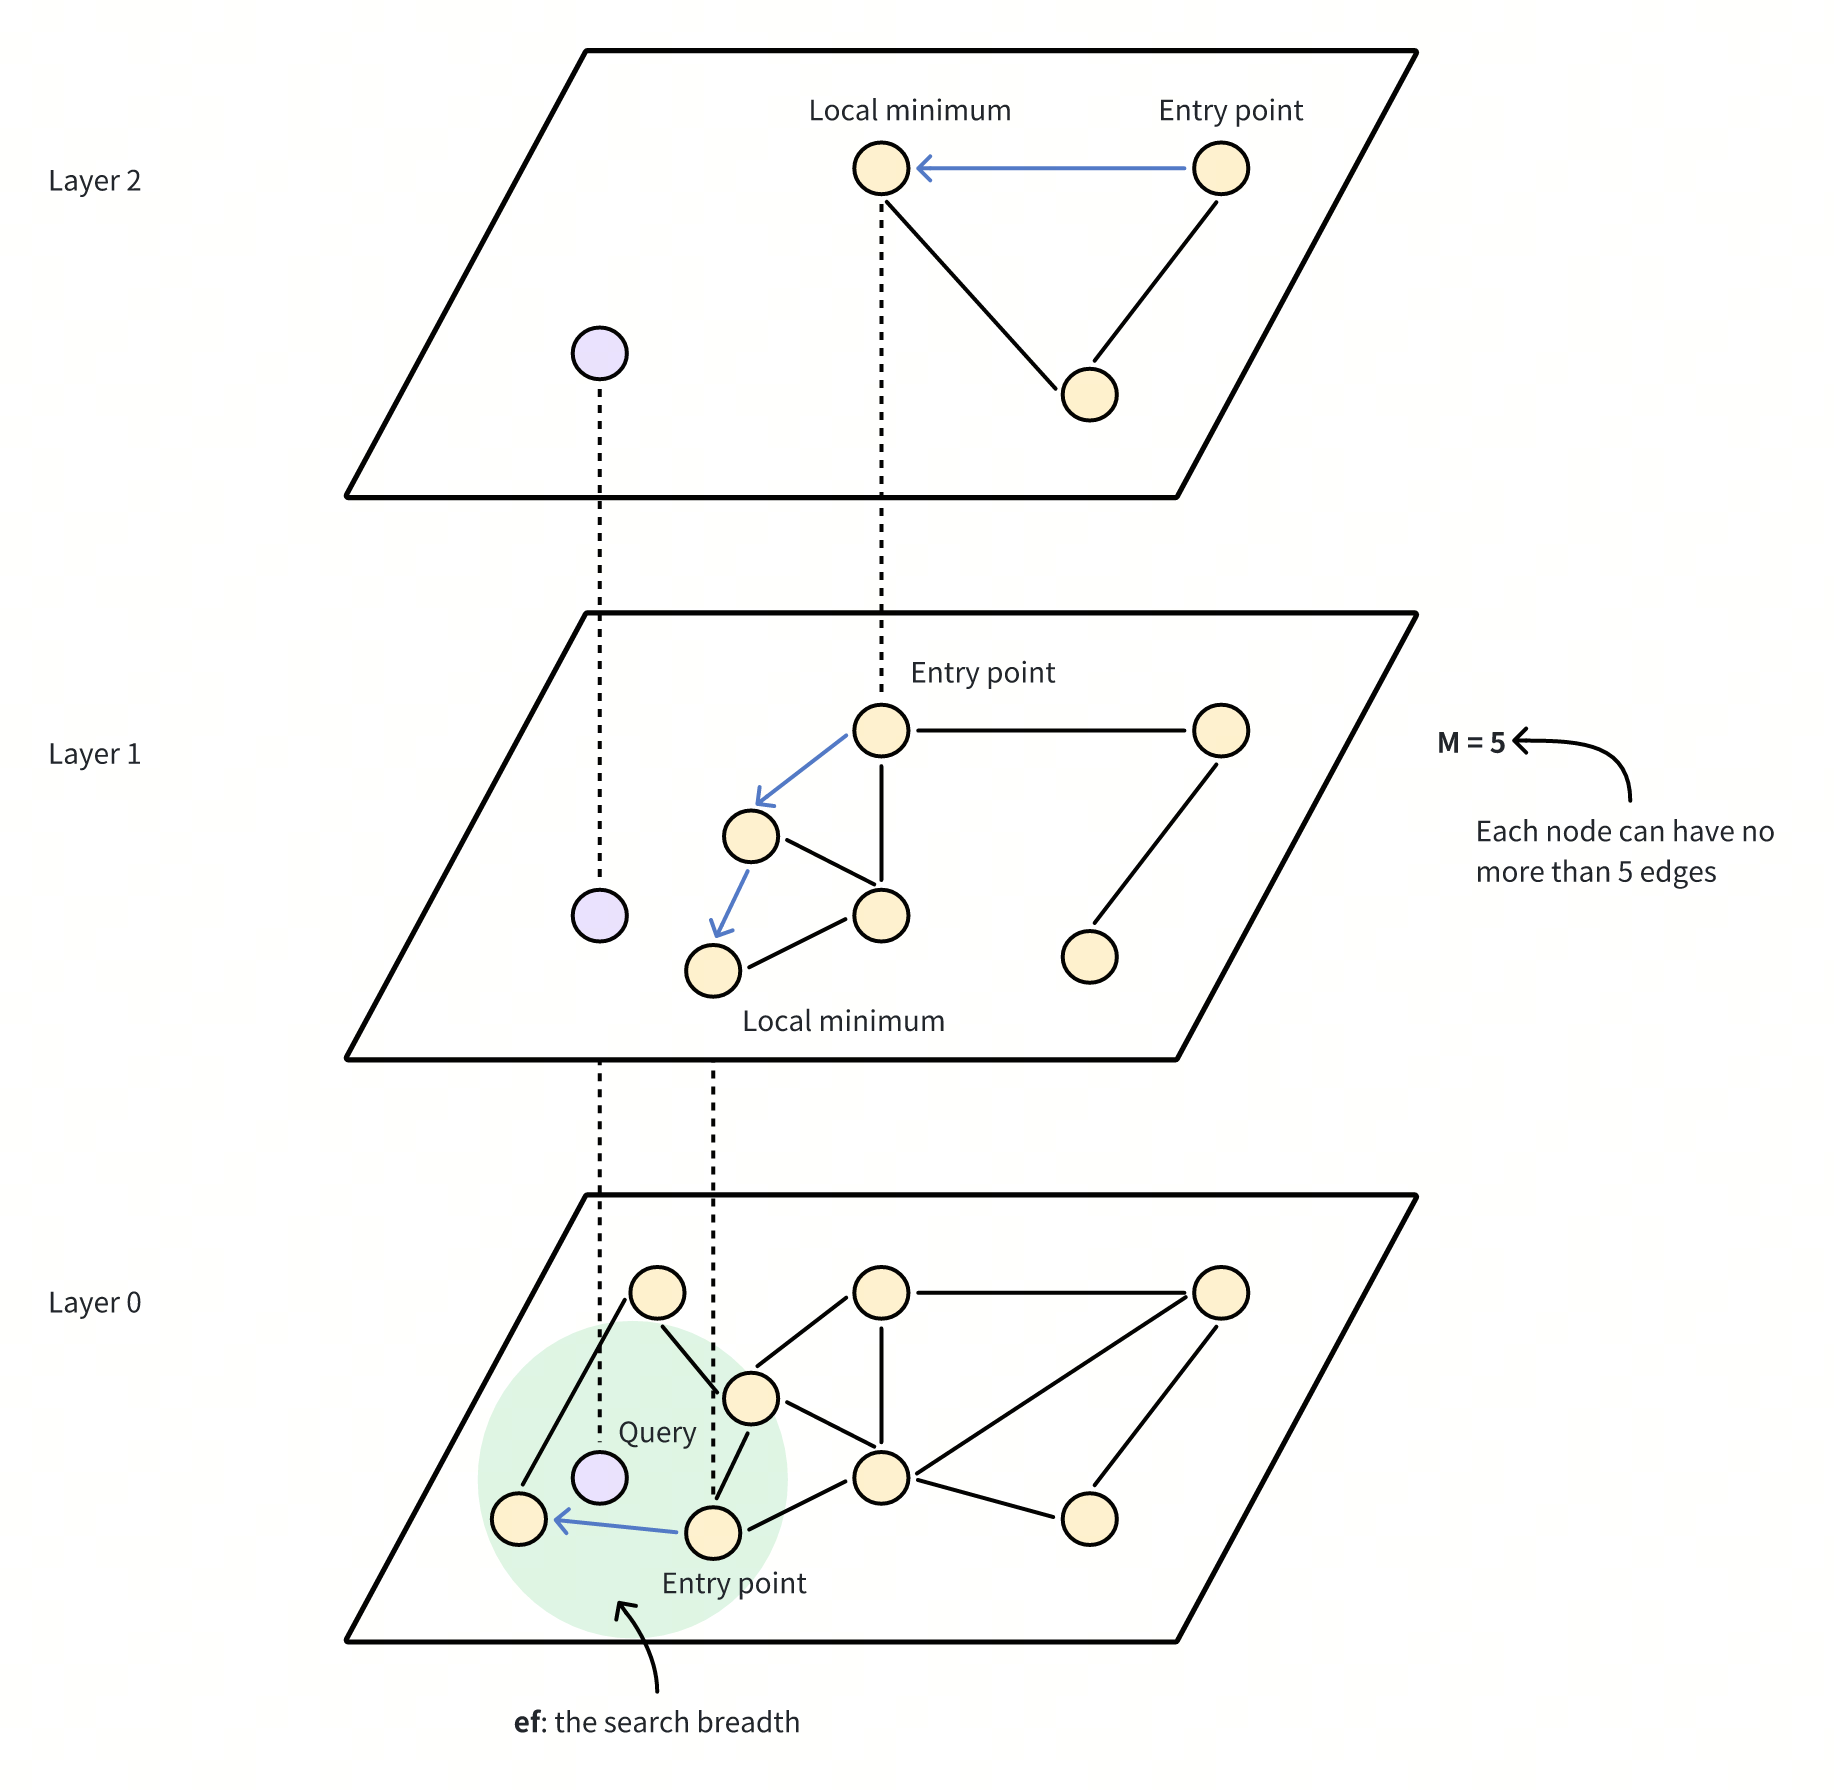 Local minimum
Entry point
Layer 2
Entry point
Layer 1
M = 5
Each node can have no
more than 5 edges
Local minimum
Layer 0
Query
Entry point
ef: the search breadth